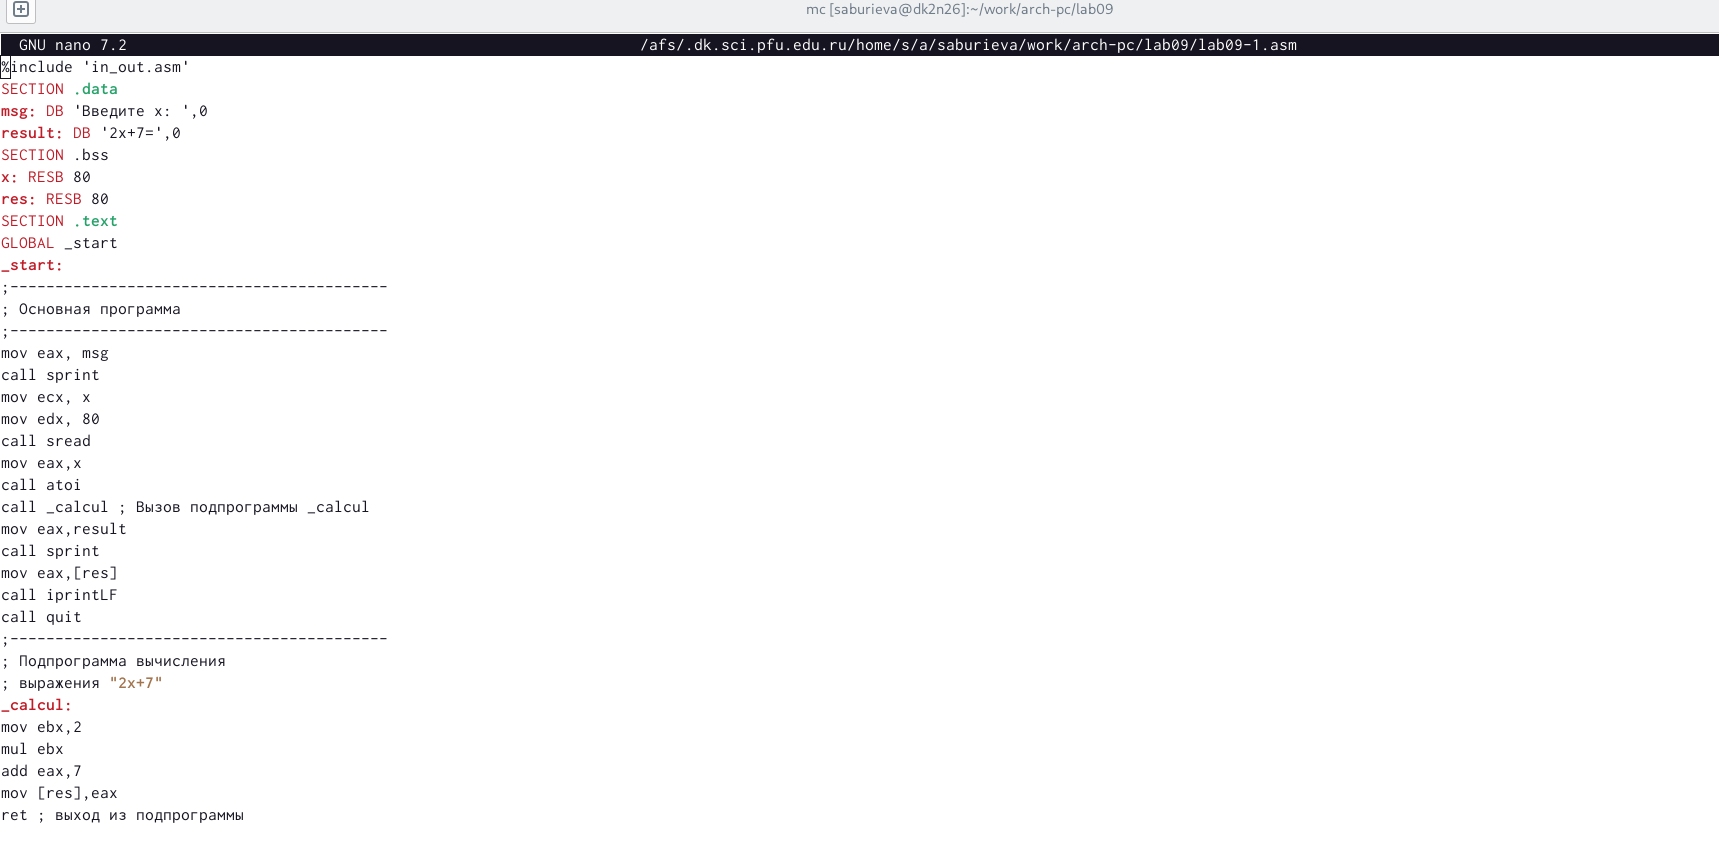 mc [saburieva@dk2n26]:~/work/arch-pc/lab09
GNU nano 7.2 /afs/.dk.sci.pfu.edu.ru/home/s/a/saburieva/work/arch-pc/lab09/lab09-1.asm
%include 'in_out.asm'
SECTION .data
msg: DB 'Введите x: ',0
result: DB '2x+7=',0
SECTION .bss
x: RESB 80
res: RESB 80
SECTION .text
GLOBAL _start
_start:
;------------------------------------------
; Основная программа
;------------------------------------------
mov eax, msg
call sprint
mov ecx, x
mov edx, 80
call sread
mov eax,x
call atoi
call _calcul ; Вызов подпрограммы _calcul
mov eax,result
call sprint
mov eax,[res]
call iprintLF
call quit
;------------------------------------------
; Подпрограмма вычисления
; выражения "2x+7"
_calcul:
mov ebx,2
mul ebx
add eax,7
mov [res],eax
ret ; выход из подпрограммы